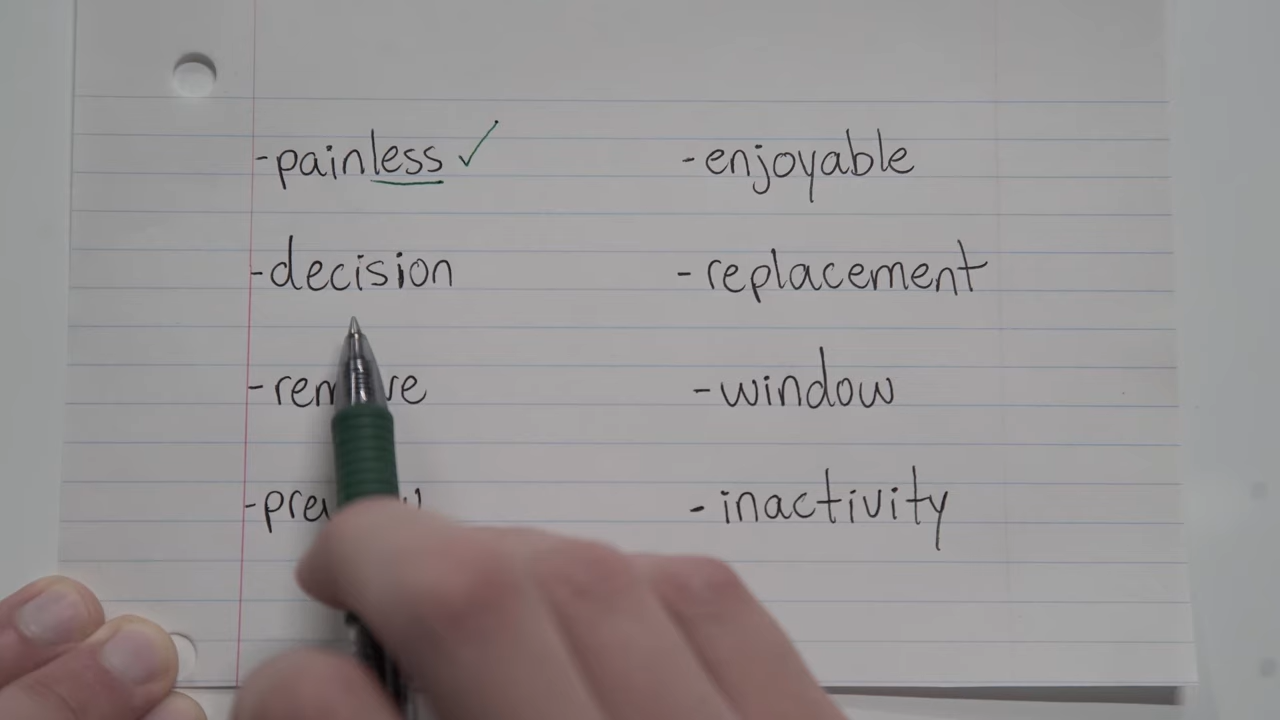 -painless ✓
-decision
-enjoyable
-replacement
-window
-inactivity